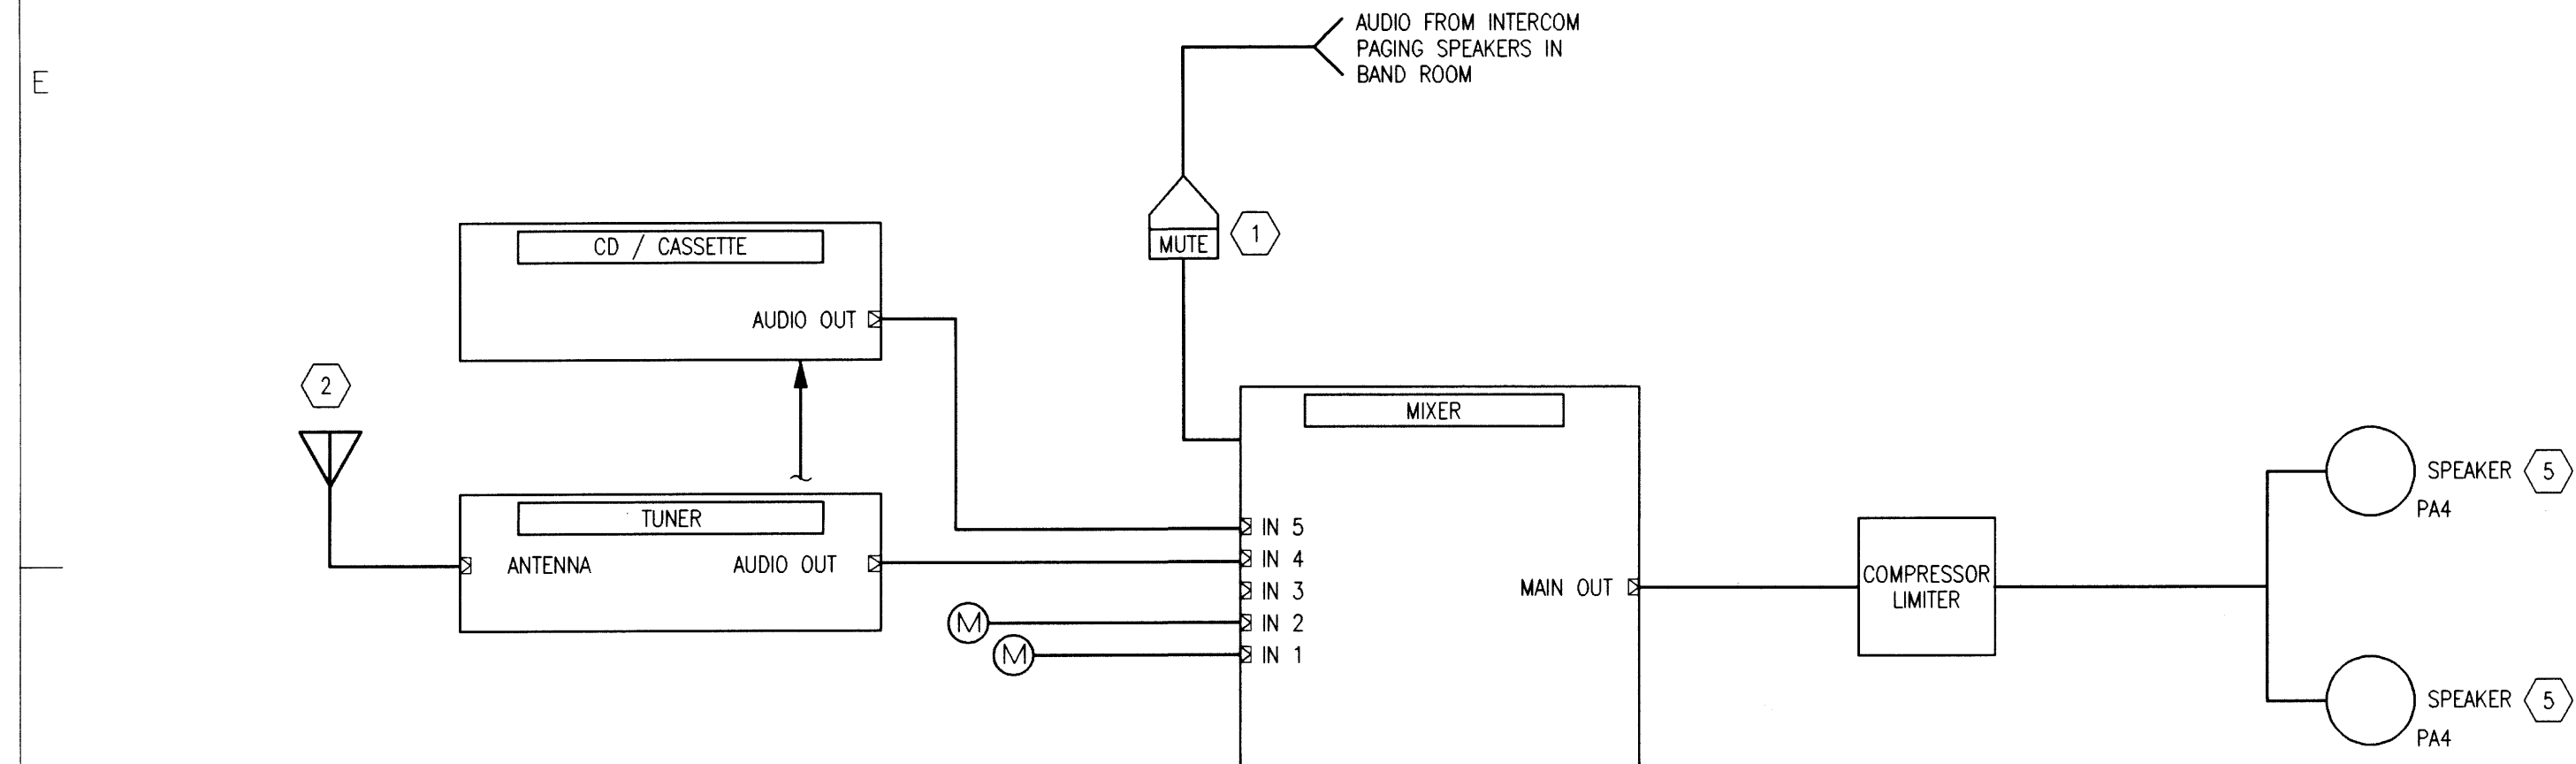 AUDIO FROM INTERCOM
PAGING SPEAKERS IN
BAND ROOM
E
CD / CASSETTE
MUTE
1
AUDIO OUT
2
MIXER
TUNER
ANTENNA
AUDIO OUT
IN 5
IN 4
IN 3
IN 2
IN 1
M
M
MAIN OUT
COMPRESSOR
LIMITER
SPEAKER
5
PA4
SPEAKER
5
PA4